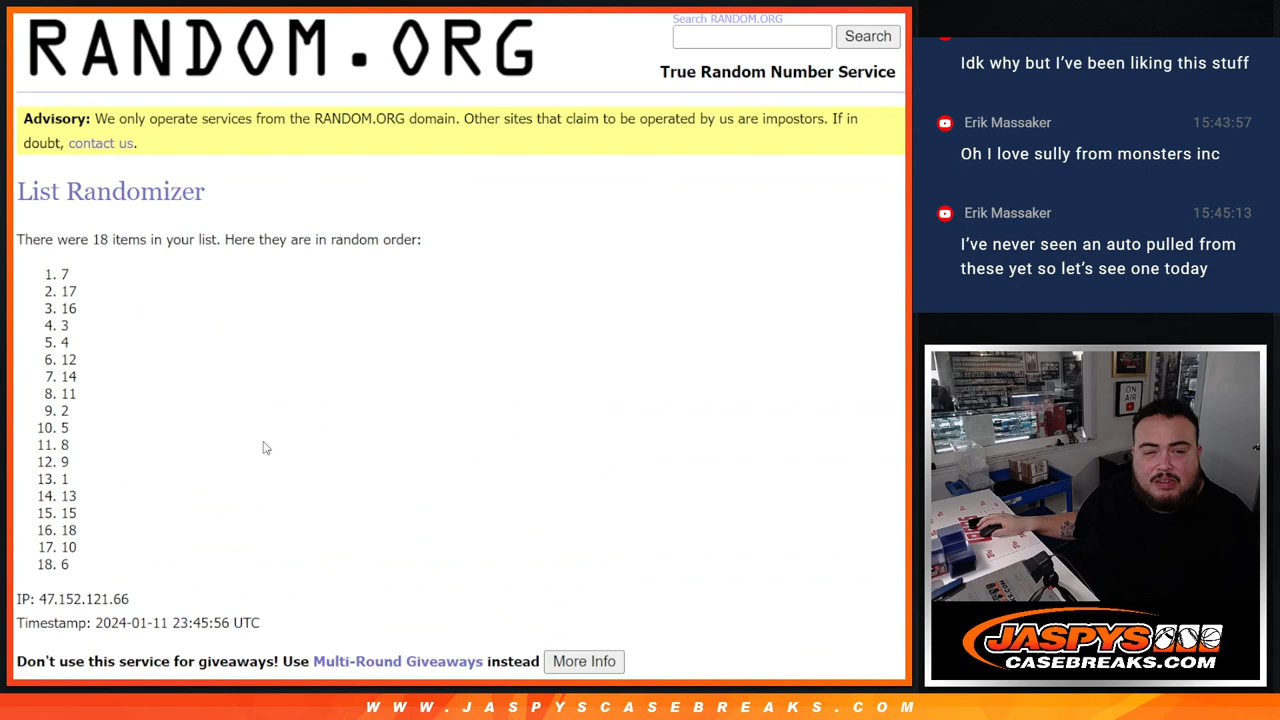 RANDOM.ORG
Search RANDOM.ORG
Search
True Random Number Service
Advisory: We only operate services from the RANDOM.ORG domain. Other sites that claim to be operated by us are impostors. If in
doubt, contact us.
List Randomizer
There were 18 items in your list. Here they are in random order:
1. 7
2. 17
3. 16
4. 3
5. 4
6. 12
7. 14
8. 11
9. 2
10. 5
11. 8
12. 9
13. 1
14. 13
15. 15
16. 18
17. 10
18. 6
IP: 47.152.121.66
Timestamp: 2024-01-11 23:45:56 UTC
Don't use this service for giveaways! Use Multi-Round Giveaways instead
More Info
Idk why but I've been liking this stuff
Erik Massaker 15:43:57
Oh I love sully from monsters inc
Erik Massaker 15:45:13
I've never seen an auto pulled from
these yet so let's see one today
ON
AIR
JASPYS
CASEBREAKS.COM
WWW.JASPYSCASEBREAKS.COM